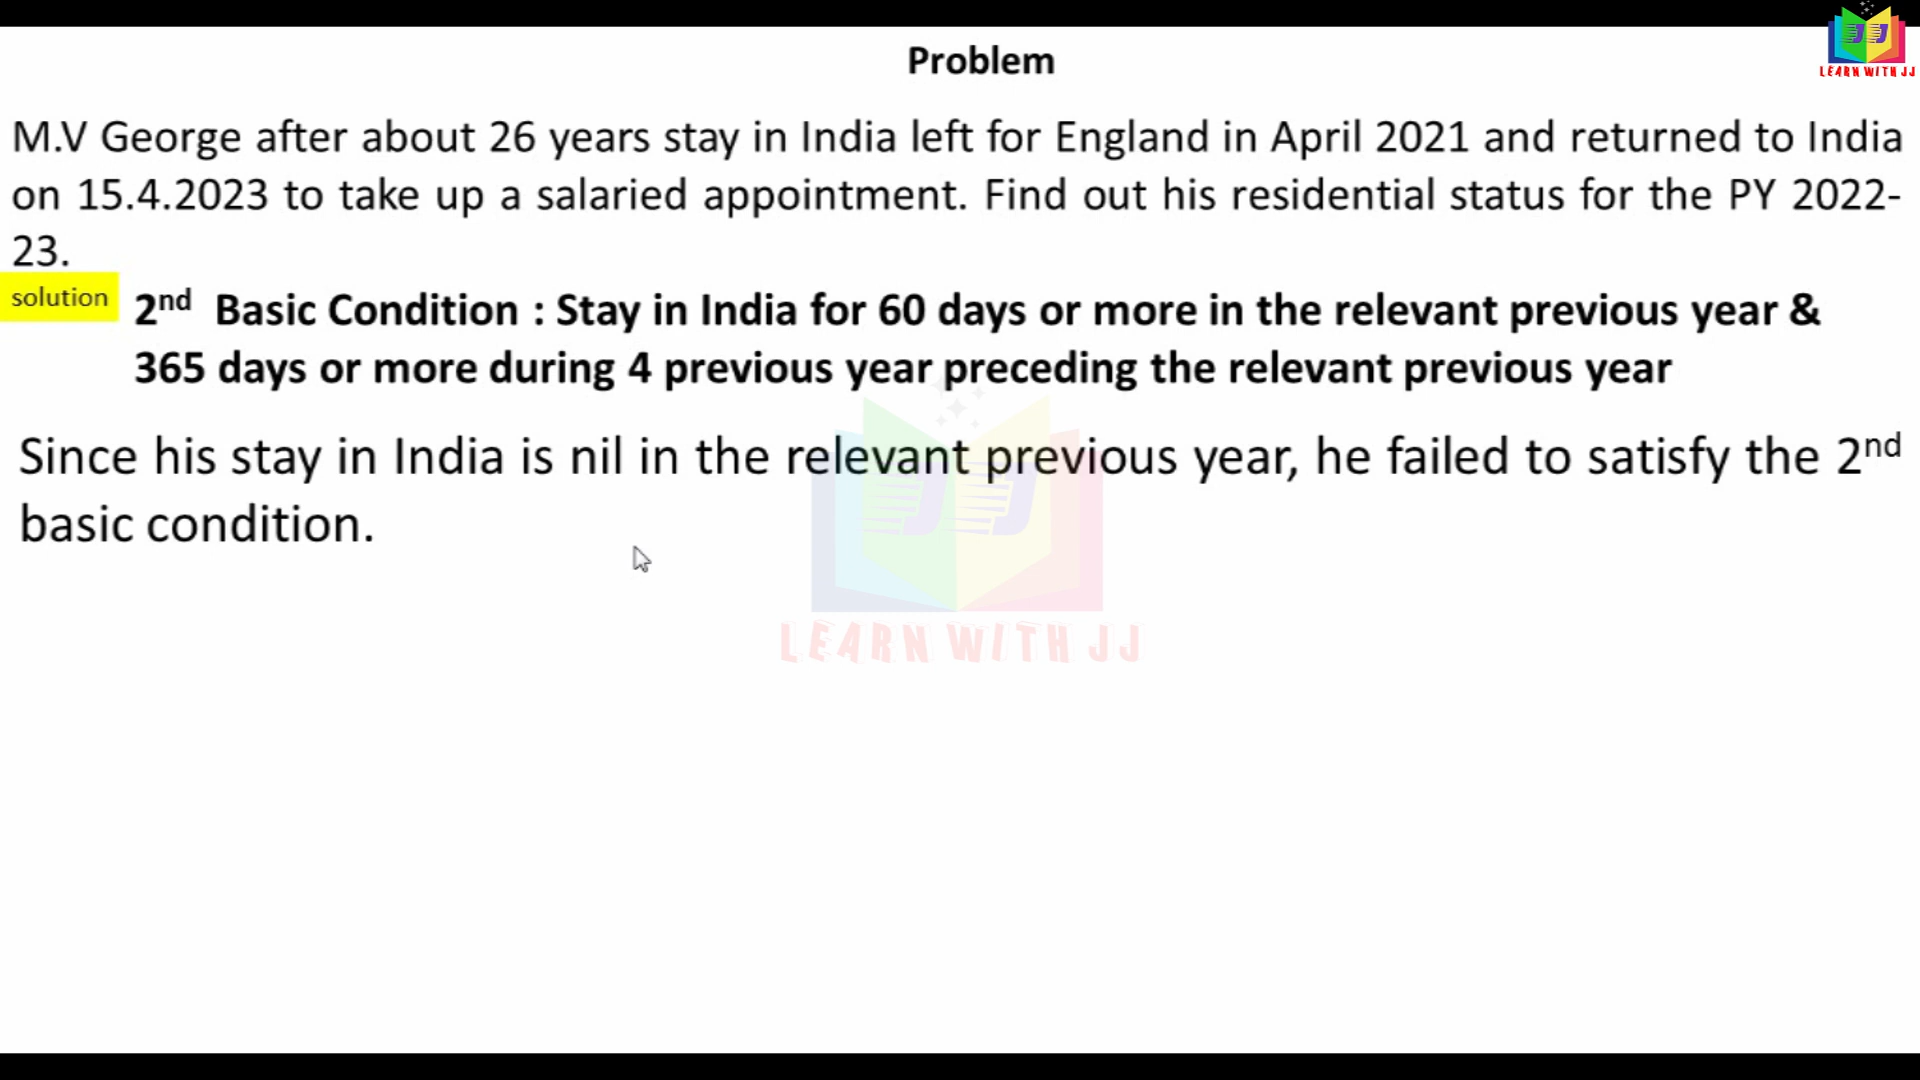 LEARN WITH JJ
Problem
M.V George after about 26 years stay in India left for England in April 2021 and returned to India
on 15.4.2023 to take up a salaried appointment. Find out his residential status for the PY 2022-
23.
solution
2nd Basic Condition : Stay in India for 60 days or more in the relevant previous year &
365 days or more during 4 previous year preceding the relevant previous year
Since his stay in India is nil in the relevant previous year, he failed to satisfy the 2nd
basic condition.
JJ
LEARN WITH JJ